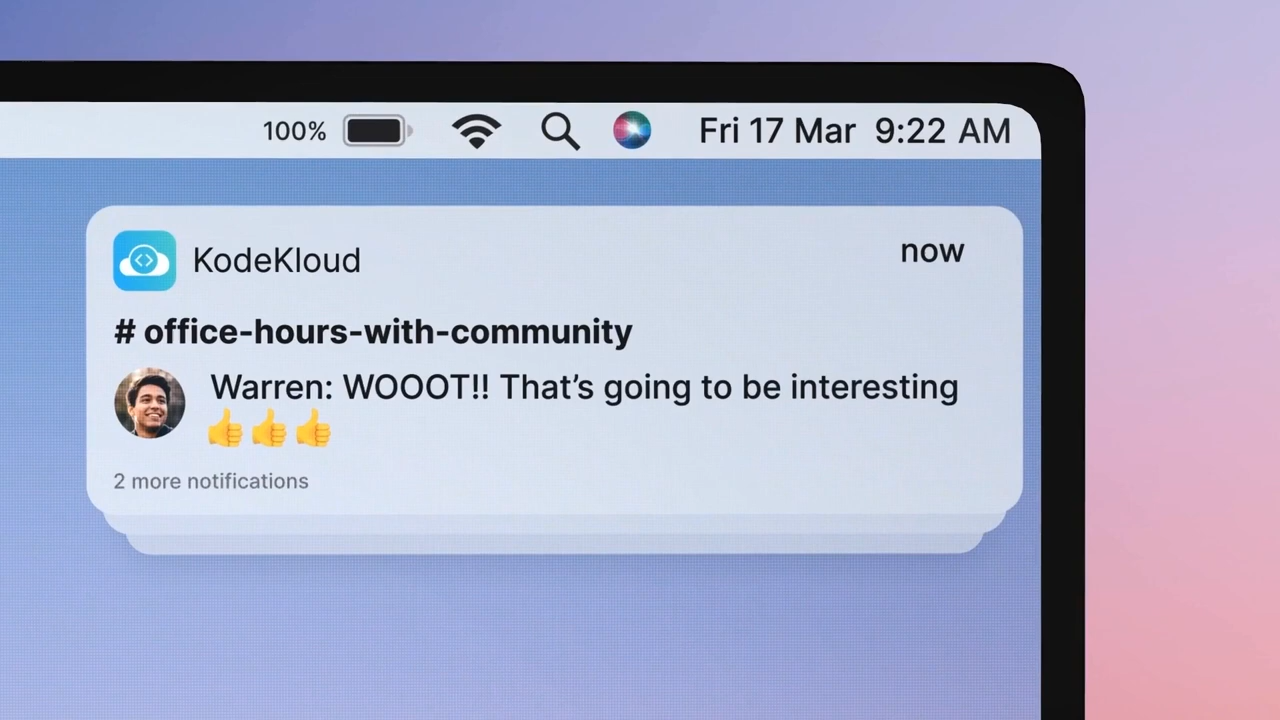 100%
Fri 17 Mar 9:22 AM
KodeKloud
now
# office-hours-with-community
Warren: WOOOT!! That’s going to be interesting
👍👍👍
2 more notifications